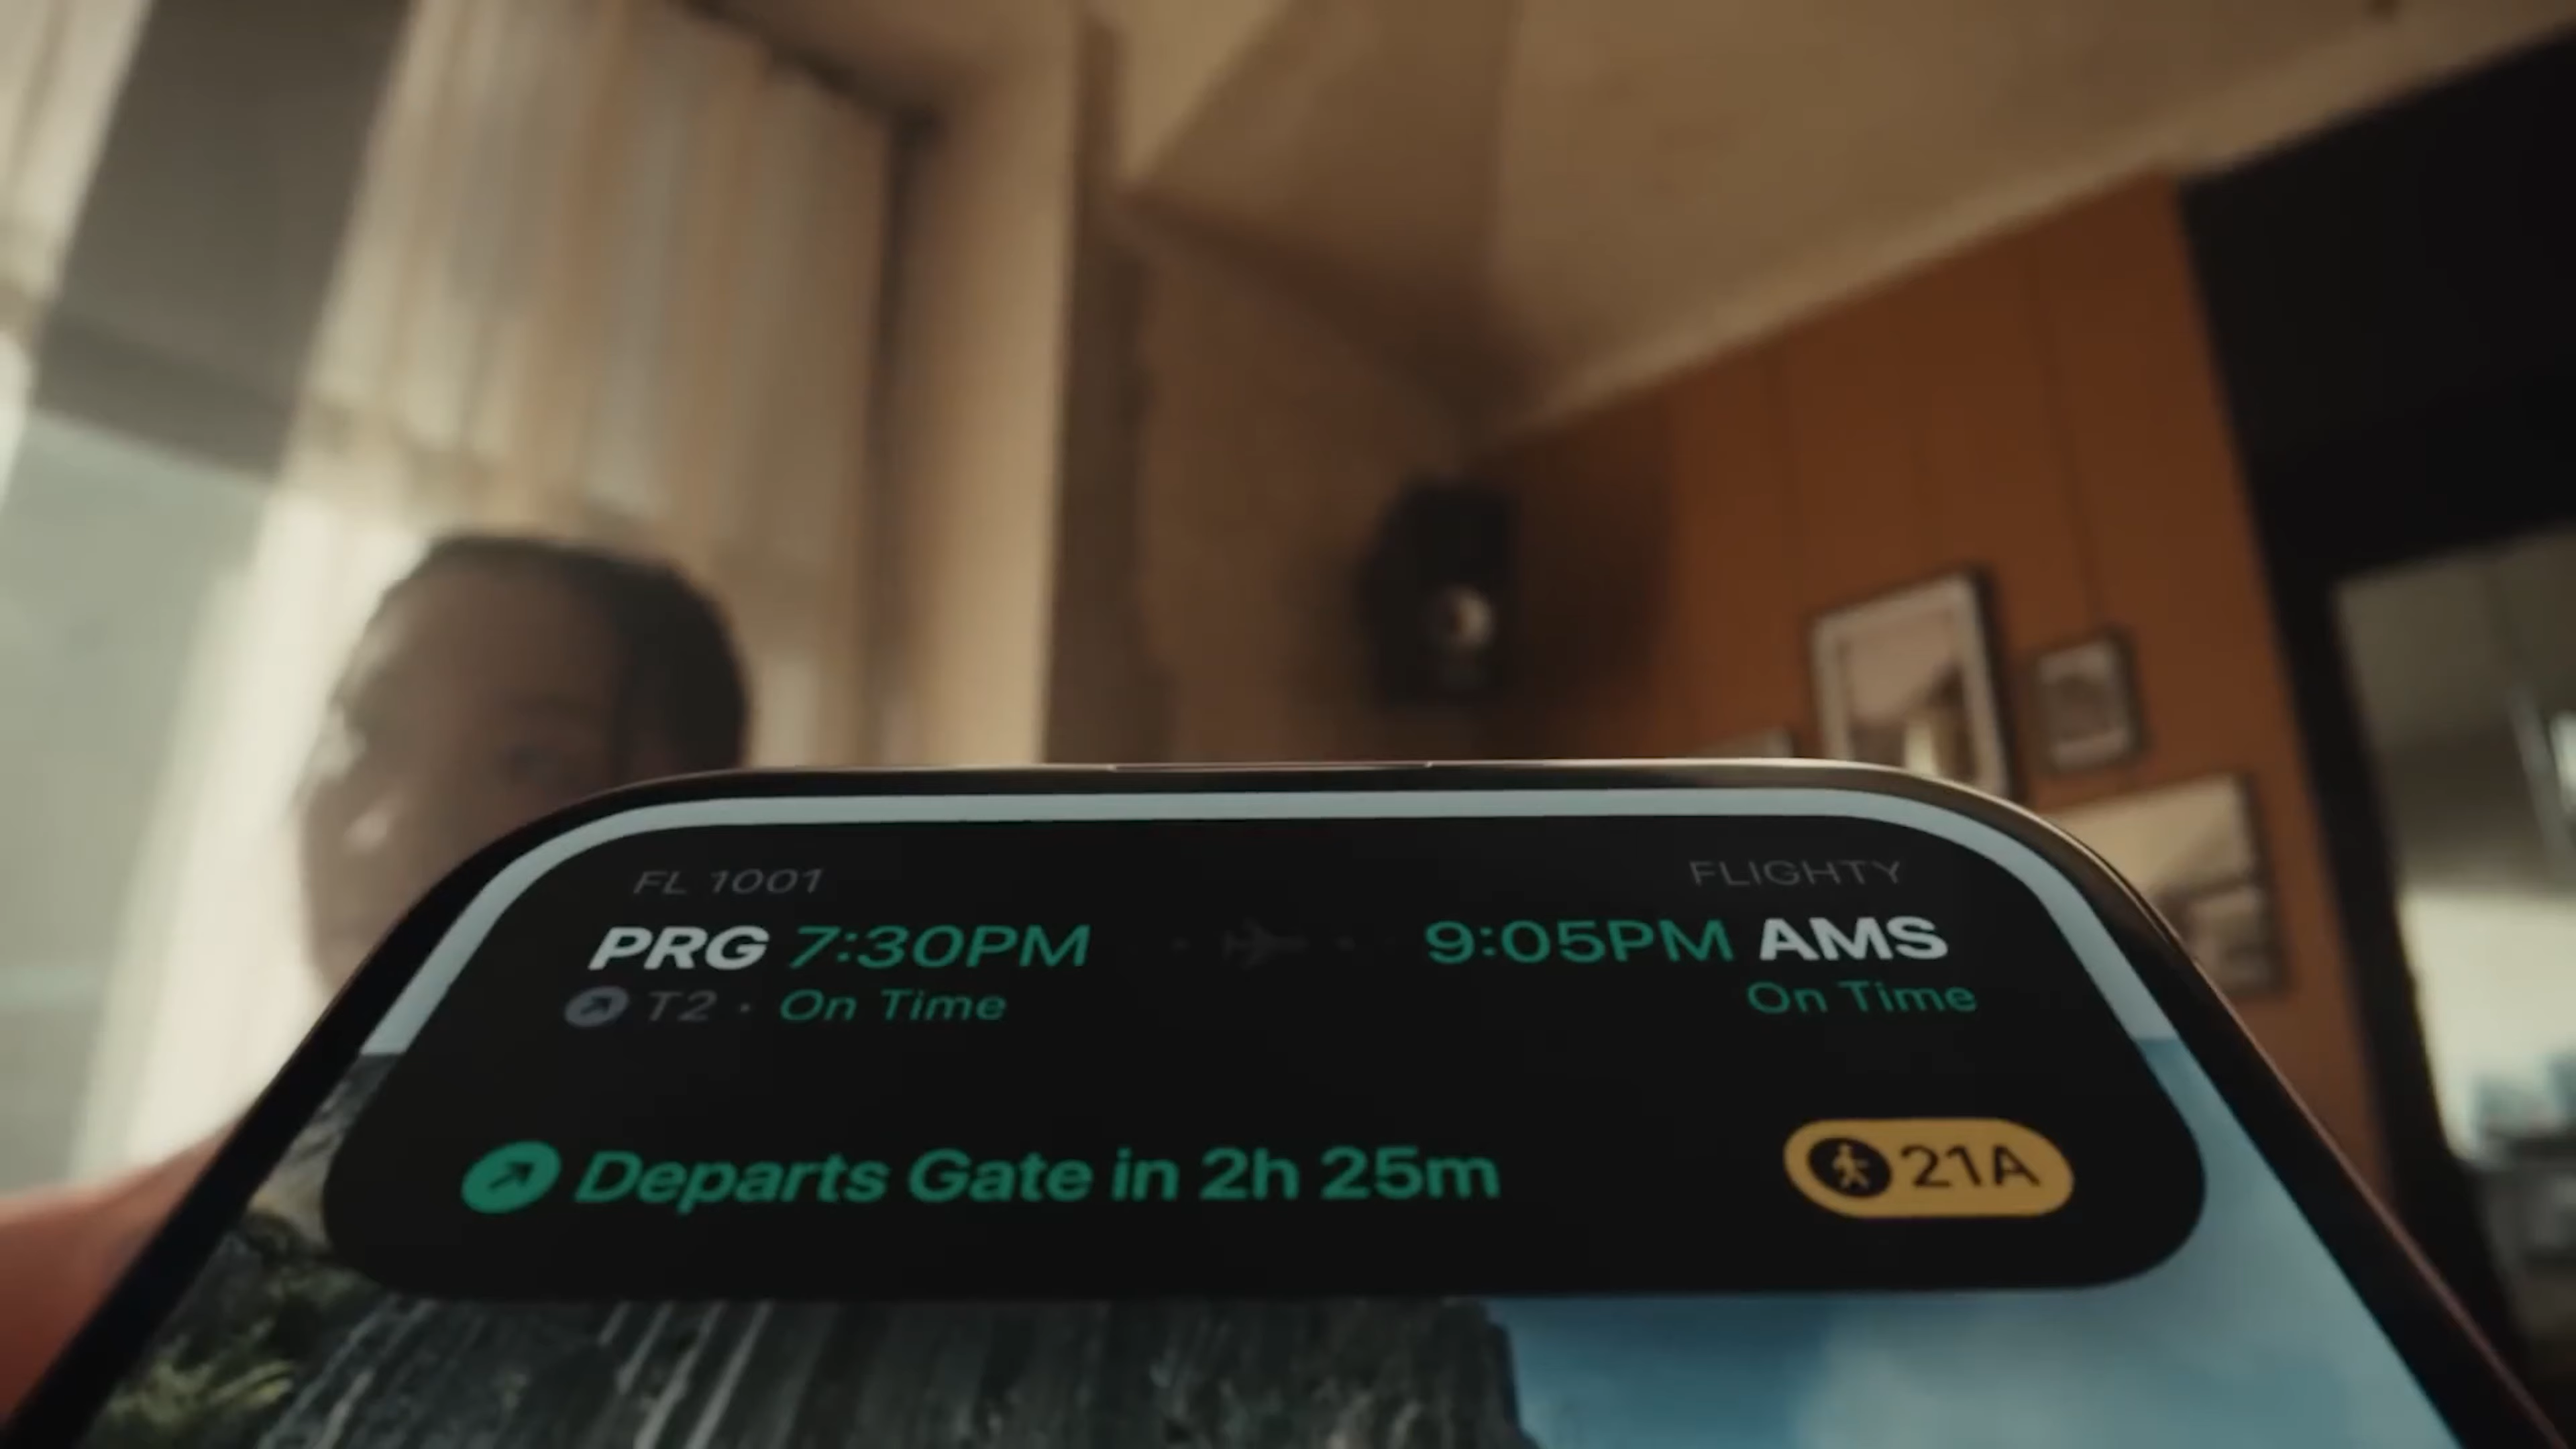 FL 1001 FLIGHTY
PRG 7:30PM 9:05PM AMS
T2 · On Time On Time
Departs Gate in 2h 25m 21A